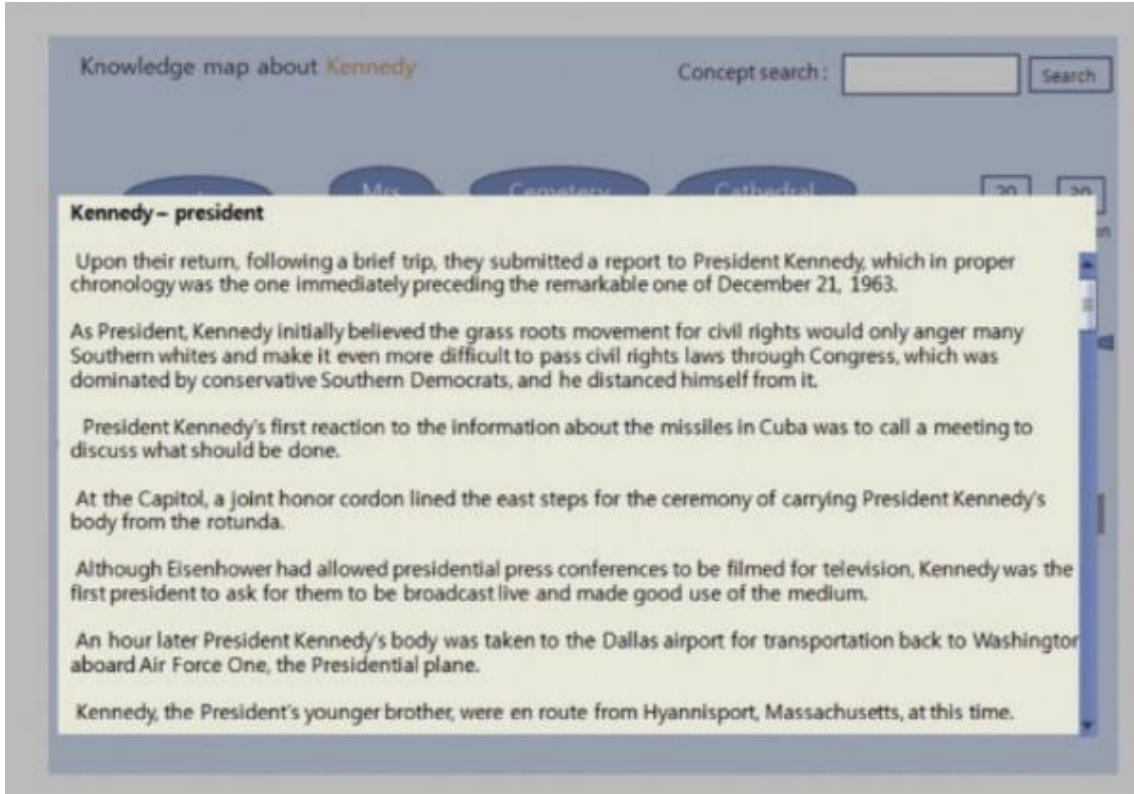 Knowledge map about Kennedy
Concept search :
Search
Mrs
Cemetery
Cathedral
20
20
Kennedy – president
Upon their return, following a brief trip, they submitted a report to President Kennedy, which in proper
chronology was the one immediately preceding the remarkable one of December 21, 1963.
As President, Kennedy initially believed the grass roots movement for civil rights would only anger many
Southern whites and make it even more difficult to pass civil rights laws through Congress, which was
dominated by conservative Southern Democrats, and he distanced himself from it.
President Kennedy's first reaction to the information about the missiles in Cuba was to call a meeting to
discuss what should be done.
At the Capitol, a joint honor cordon lined the east steps for the ceremony of carrying President Kennedy's
body from the rotunda.
Although Eisenhower had allowed presidential press conferences to be filmed for television, Kennedy was the
first president to ask for them to be broadcast live and made good use of the medium.
An hour later President Kennedy's body was taken to the Dallas airport for transportation back to Washington
aboard Air Force One, the Presidential plane.
Kennedy, the President's younger brother, were en route from Hyannisport, Massachusetts, at this time.